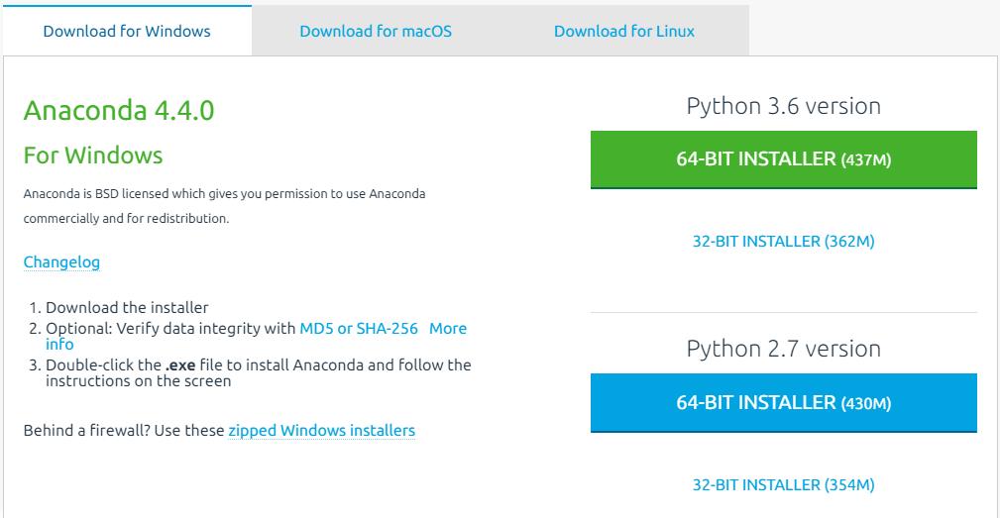 Download for Windows
Download for macOS
Download for Linux
Anaconda 4.4.0
For Windows
Anaconda is BSD licensed which gives you permission to use Anaconda
commercially and for redistribution.
Changelog
1. Download the installer
2. Optional: Verify data integrity with MD5 or SHA-256 More
info
3. Double-click the .exe file to install Anaconda and follow the
instructions on the screen
Behind a firewall? Use these zipped Windows installers
Python 3.6 version
64-BIT INSTALLER (437M)
32-BIT INSTALLER (362M)
Python 2.7 version
64-BIT INSTALLER (430M)
32-BIT INSTALLER (354M)